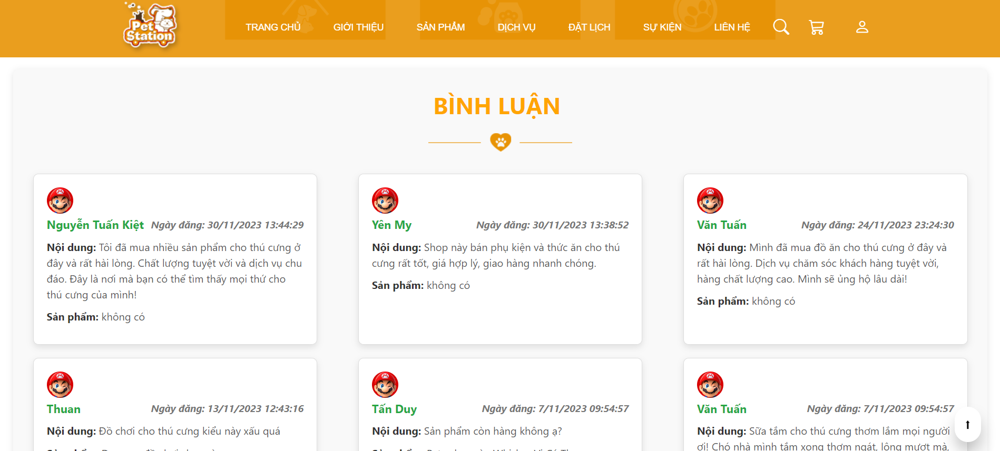 Pet
Station
TRANG CHỦ GIỚI THIỆU SẢN PHẨM DỊCH VỤ ĐẶT LỊCH SỰ KIỆN LIÊN HỆ
BÌNH LUẬN
Nguyễn Tuấn Kiệt Ngày đăng: 30/11/2023 13:44:29
Nội dung: Tôi đã mua nhiều sản phẩm cho thú cưng ở
đây và rất hài lòng. Chất lượng tuyệt vời và dịch vụ chu
đáo. Đây là nơi mà bạn có thể tìm thấy mọi thứ cho
thú cưng của mình!
Sản phẩm: không có
Yên My Ngày đăng: 30/11/2023 13:38:52
Nội dung: Shop này bán phụ kiện và thức ăn cho thú
cưng rất tốt, giá hợp lý, giao hàng nhanh chóng.
Sản phẩm: không có
Văn Tuấn Ngày đăng: 24/11/2023 23:24:30
Nội dung: Mình đã mua đồ ăn cho thú cưng ở đây và
rất hài lòng. Dịch vụ chăm sóc khách hàng tuyệt vời,
hàng chất lượng cao. Mình sẽ ủng hộ lâu dài!
Sản phẩm: không có
Thuan Ngày đăng: 13/11/2023 12:43:16
Nội dung: Đồ chơi cho thú cưng kiểu này xấu quá
Tấn Duy Ngày đăng: 7/11/2023 09:54:57
Nội dung: Sản phẩm còn hàng không ạ?
Văn Tuấn Ngày đăng: 7/11/2023 09:54:57
Nội dung: Sữa tắm cho thú cưng thơm lắm mọi người
ơi! Chó nhà mình tắm xong thơm ngát, lông mượt mà,